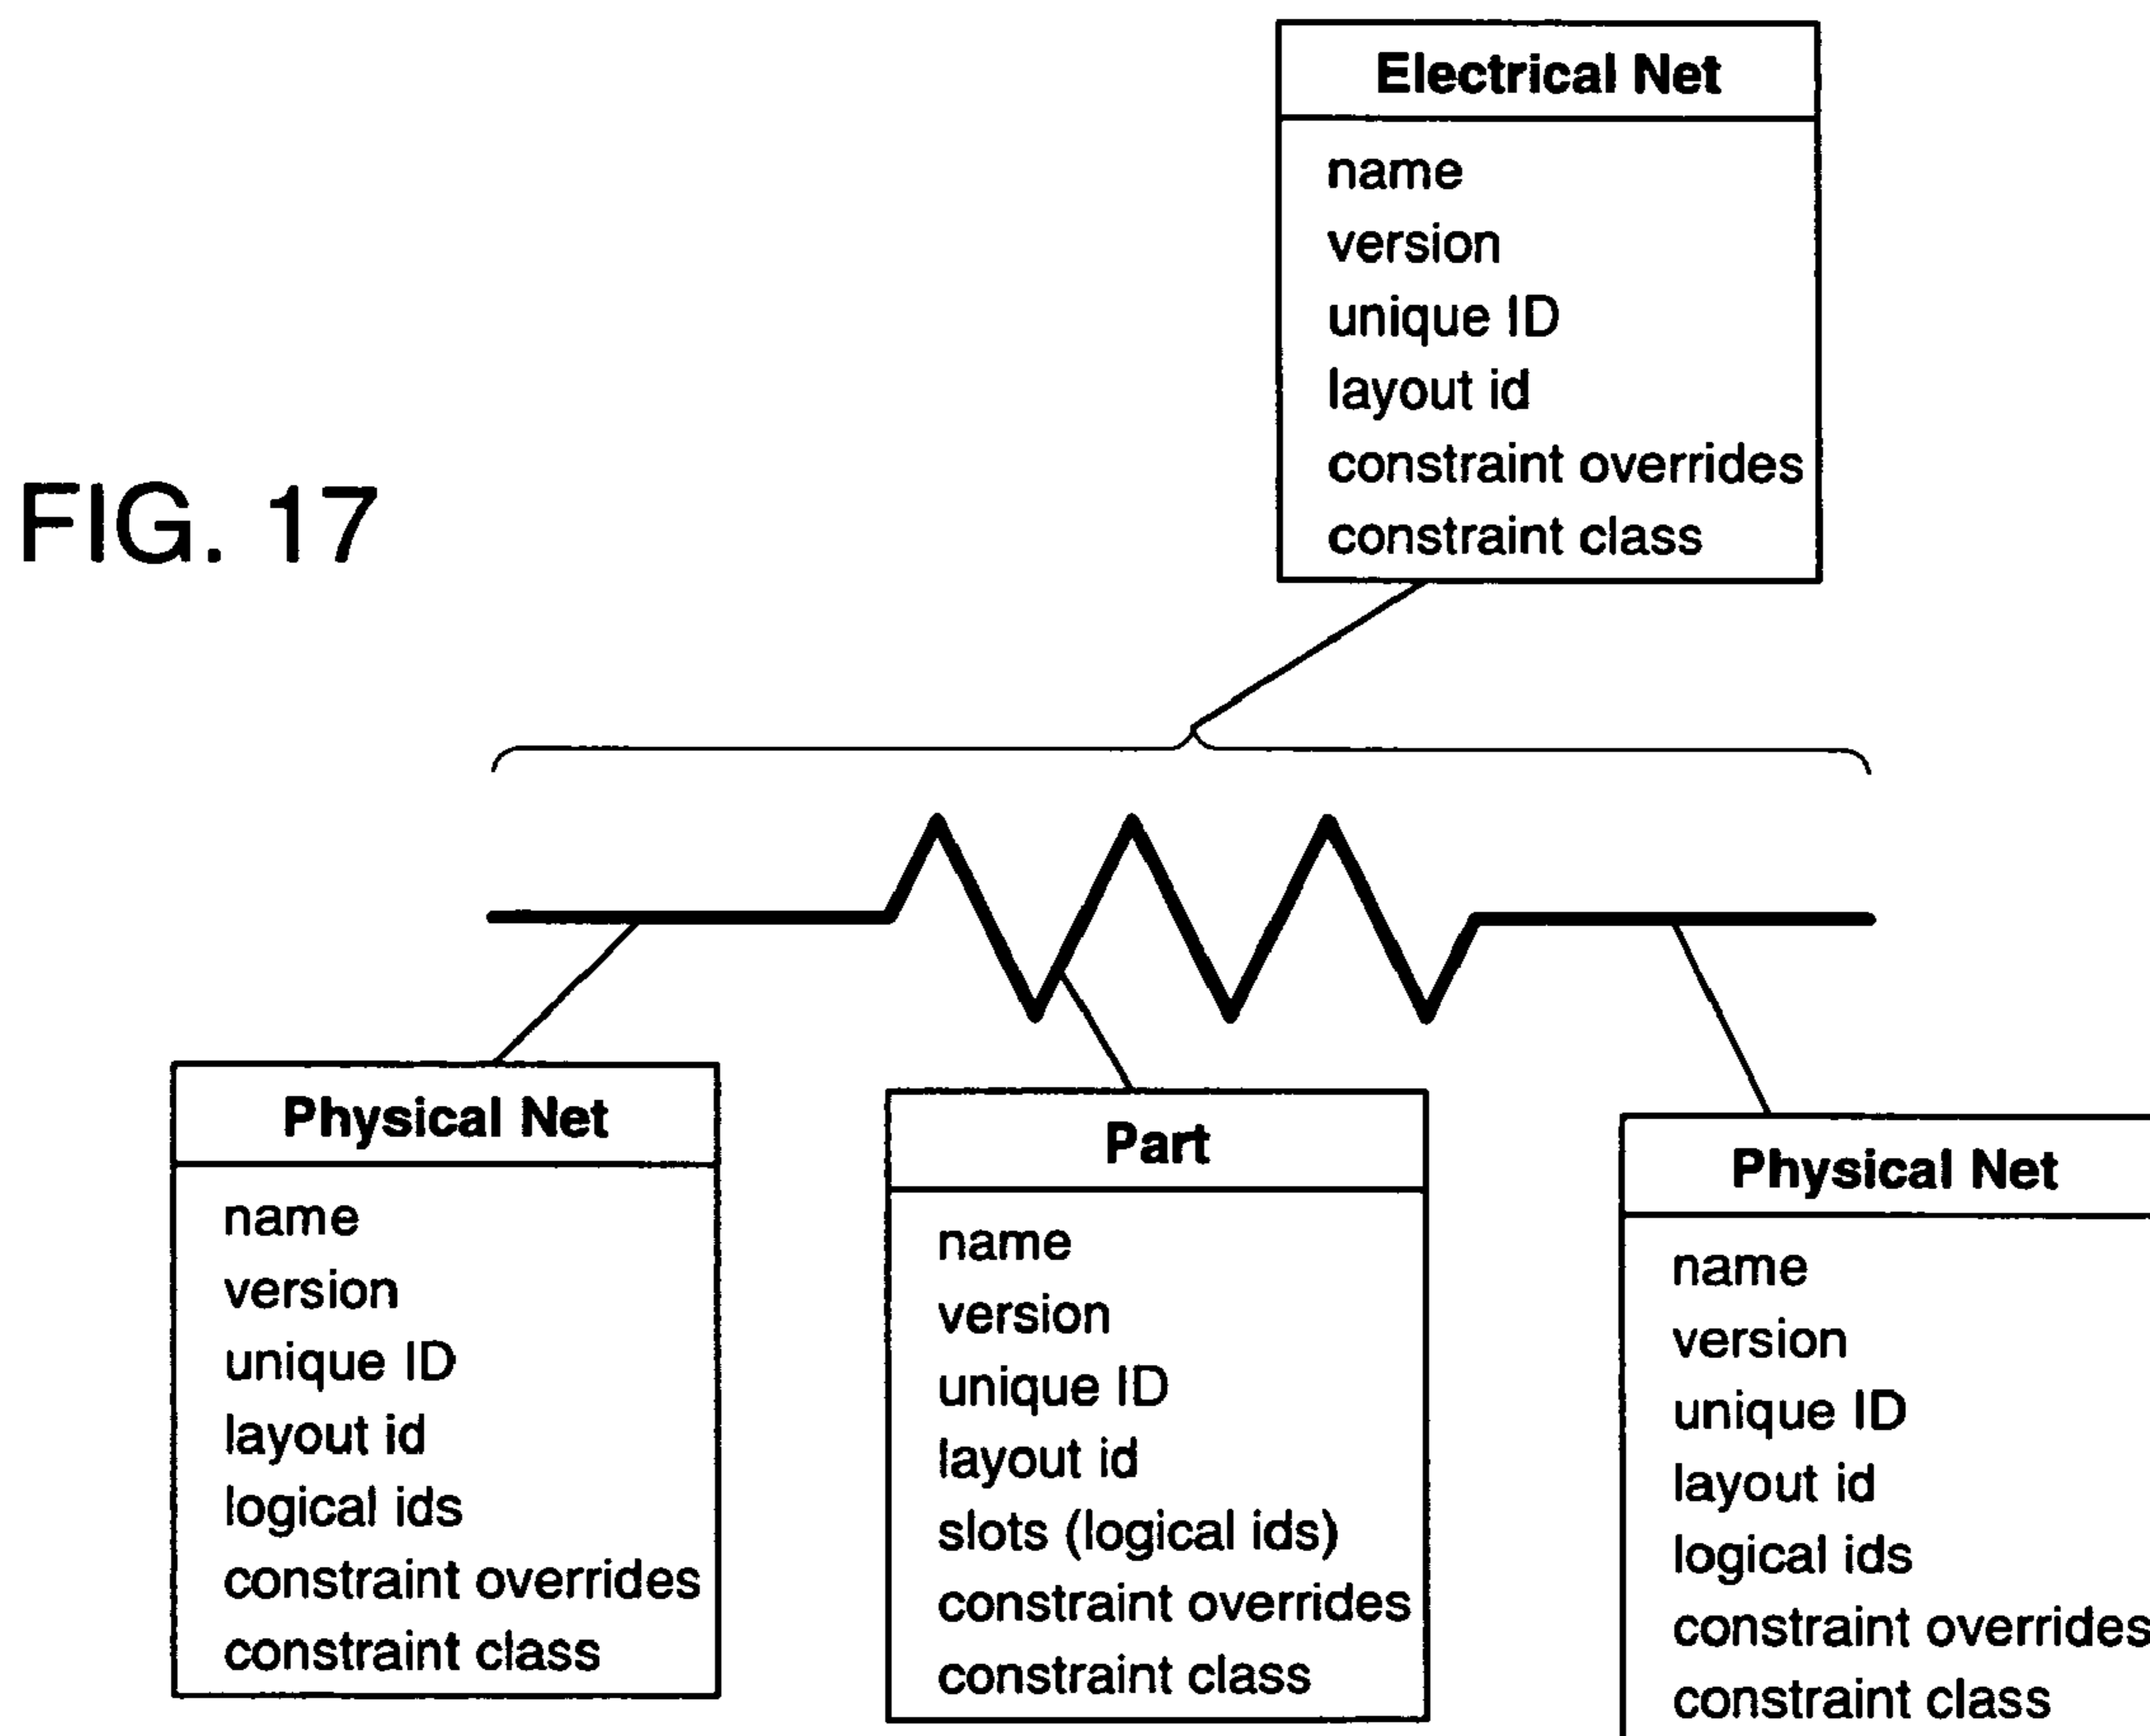 Electrical Net
name
version
unique ID
layout id
constraint overrides
constraint class
FIG. 17
Physical Net
name
version
unique ID
layout id
logical ids
constraint overrides
constraint class
Part
name
version
unique ID
layout id
slots (logical ids)
constraint overrides
constraint class
Physical Net
name
version
unique ID
layout id
logical ids
constraint overrides
constraint class